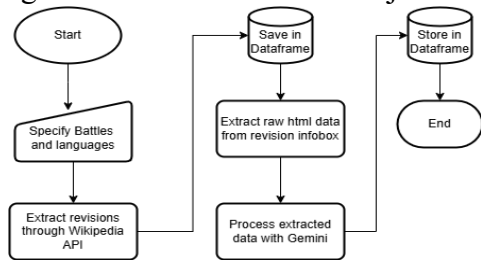 Start
Specify Battles
and languages
Extract revisions
through Wikipedia
API
Save in
Dataframe
Extract raw html data
from revision infobox
Process extracted
data with Gemini
Store in
Dataframe
End